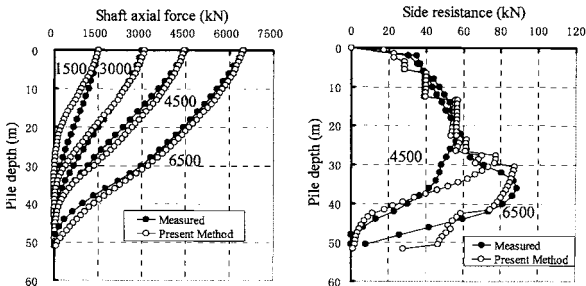 Shaft axial force (kN)
0 1500 3000 4500 6000 7500
Pile depth (m)
0
10
20
30
40
50
60
1500
3000
4500
6500
Measured
Present Method
Side resistance (kN)
0 20 40 60 80 100 120
Pile depth (m)
0
10
20
30
40
50
60
4500
6500
Measured
Present Method